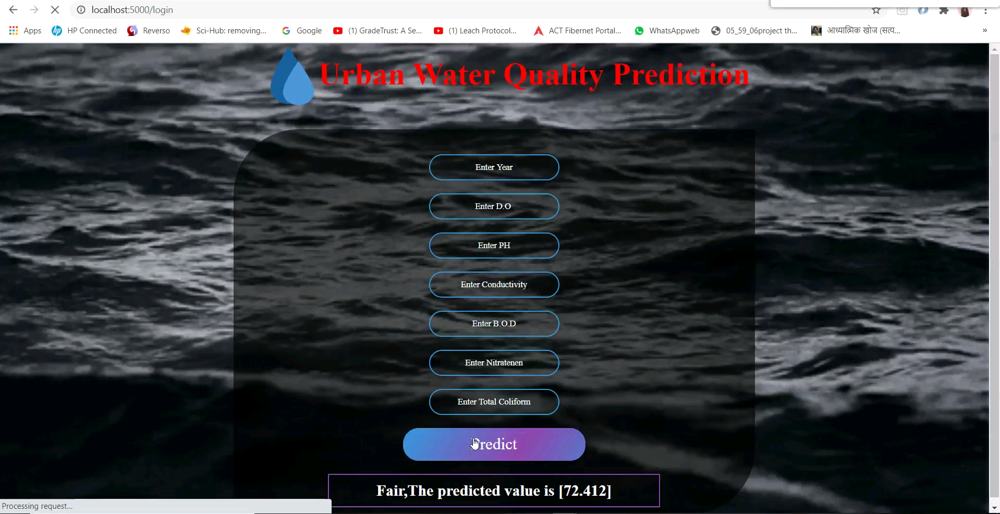 localhost:5000/login
Apps HP Connected Reverso Sci-Hub: removing... Google (1) GradeTrust: A Se... (1) Leach Protocol... ACT Fibernet Portal... WhatsAppweb 05_59_06project th... आध्यात्मिक खोज (सत्य... »
Urban Water Quality Prediction
Enter Year
Enter D.O
Enter PH
Enter Conductivity
Enter B.O.D
Enter Nitratenen
Enter Total Coliform
Predict
Fair,The predicted value is [72.412]
Processing request...